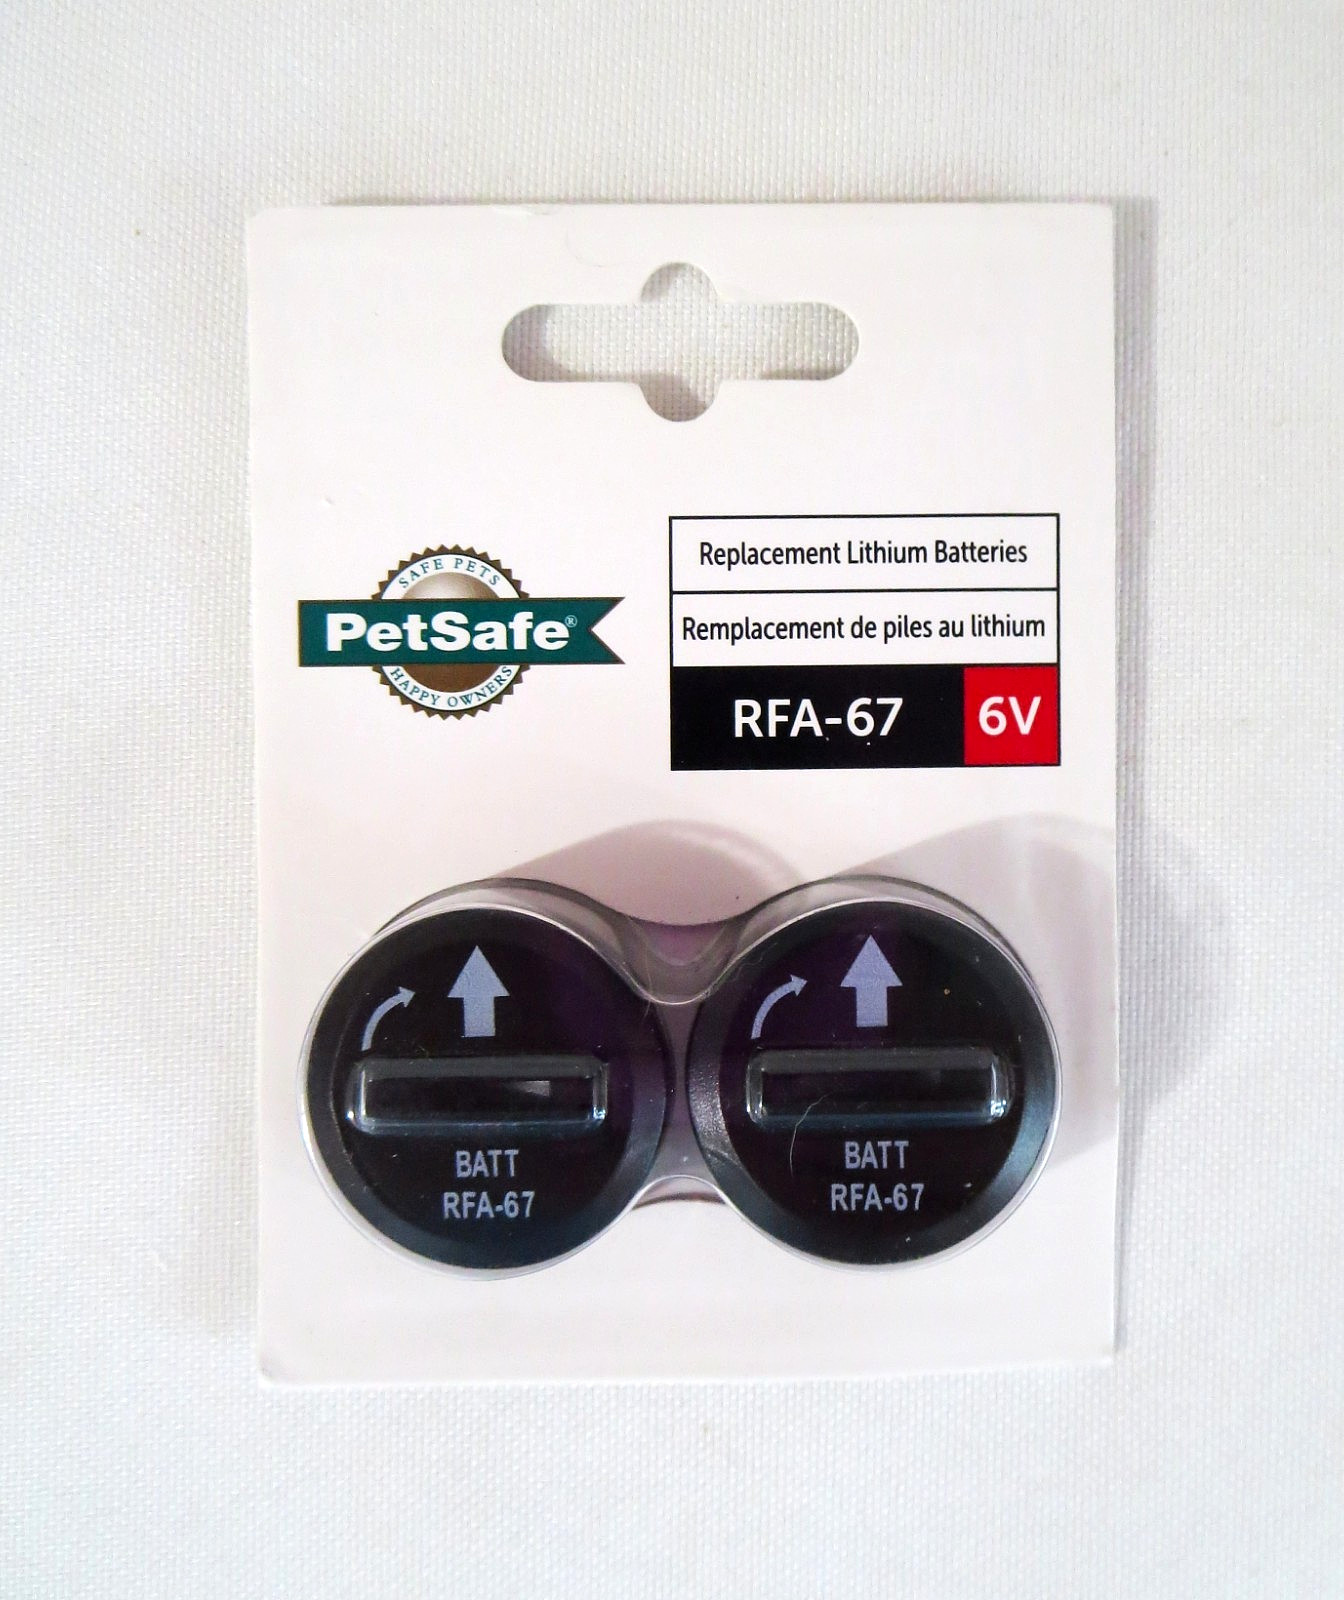 SAFE PETS
PetSafe®
HAPPY OWNERS
Replacement Lithium Batteries
Remplacement de piles au lithium
RFA-67 6V
BATT
RFA-67
BATT
RFA-67